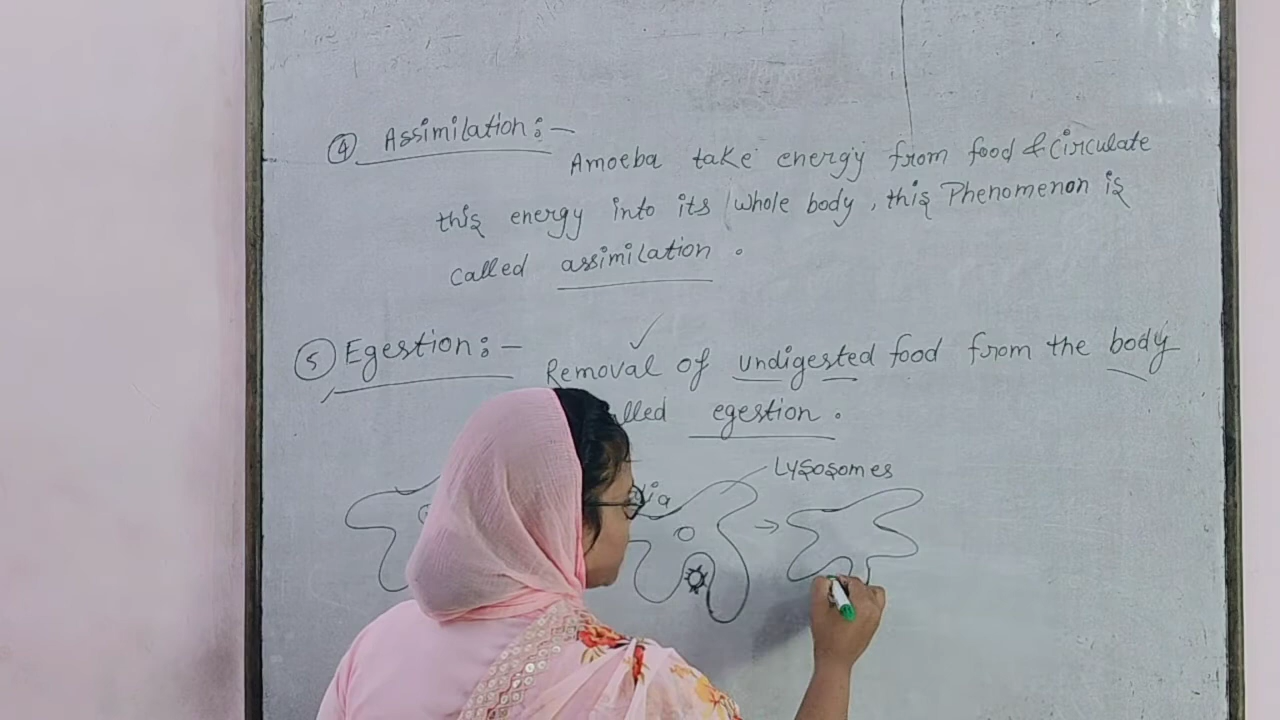 ④ Assimilation :-
Amoeba take energy from food & Circulate
this energy into its whole body, this Phenomenon is
called assimilation.
⑤ Egestion :- Removal of undigested food from the body
egestion.
Lysosomes